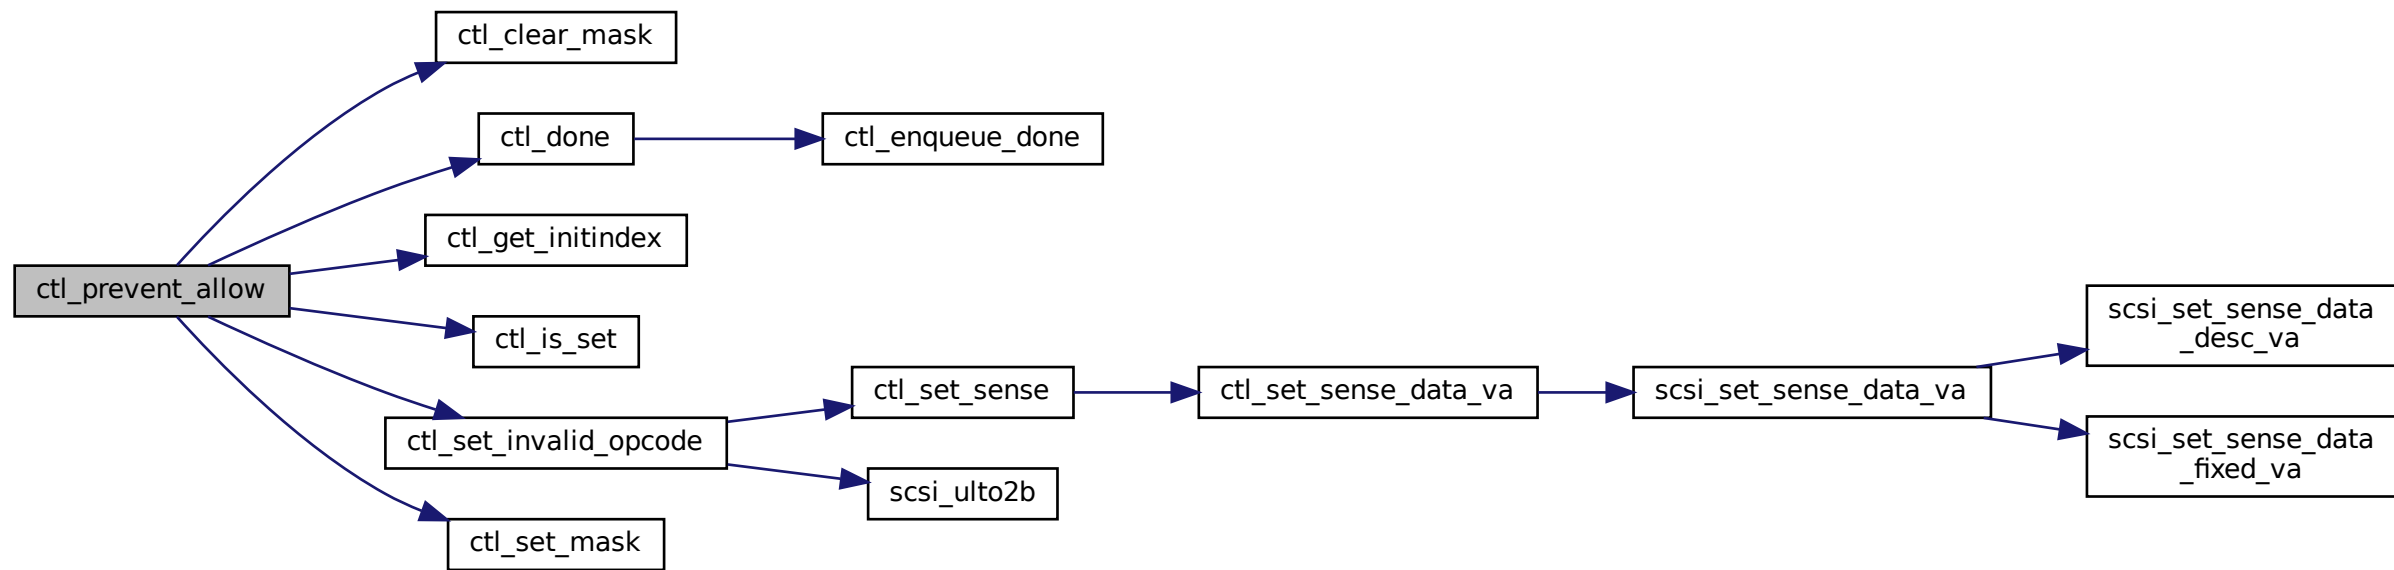 ctl_clear_mask
ctl_done
ctl_enqueue_done
ctl_get_initindex
ctl_prevent_allow
ctl_is_set
scsi_set_sense_data
_desc_va
ctl_set_sense
ctl_set_sense_data_va
scsi_set_sense_data_va
ctl_set_invalid_opcode
scsi_set_sense_data
_fixed_va
scsi_ulto2b
ctl_set_mask